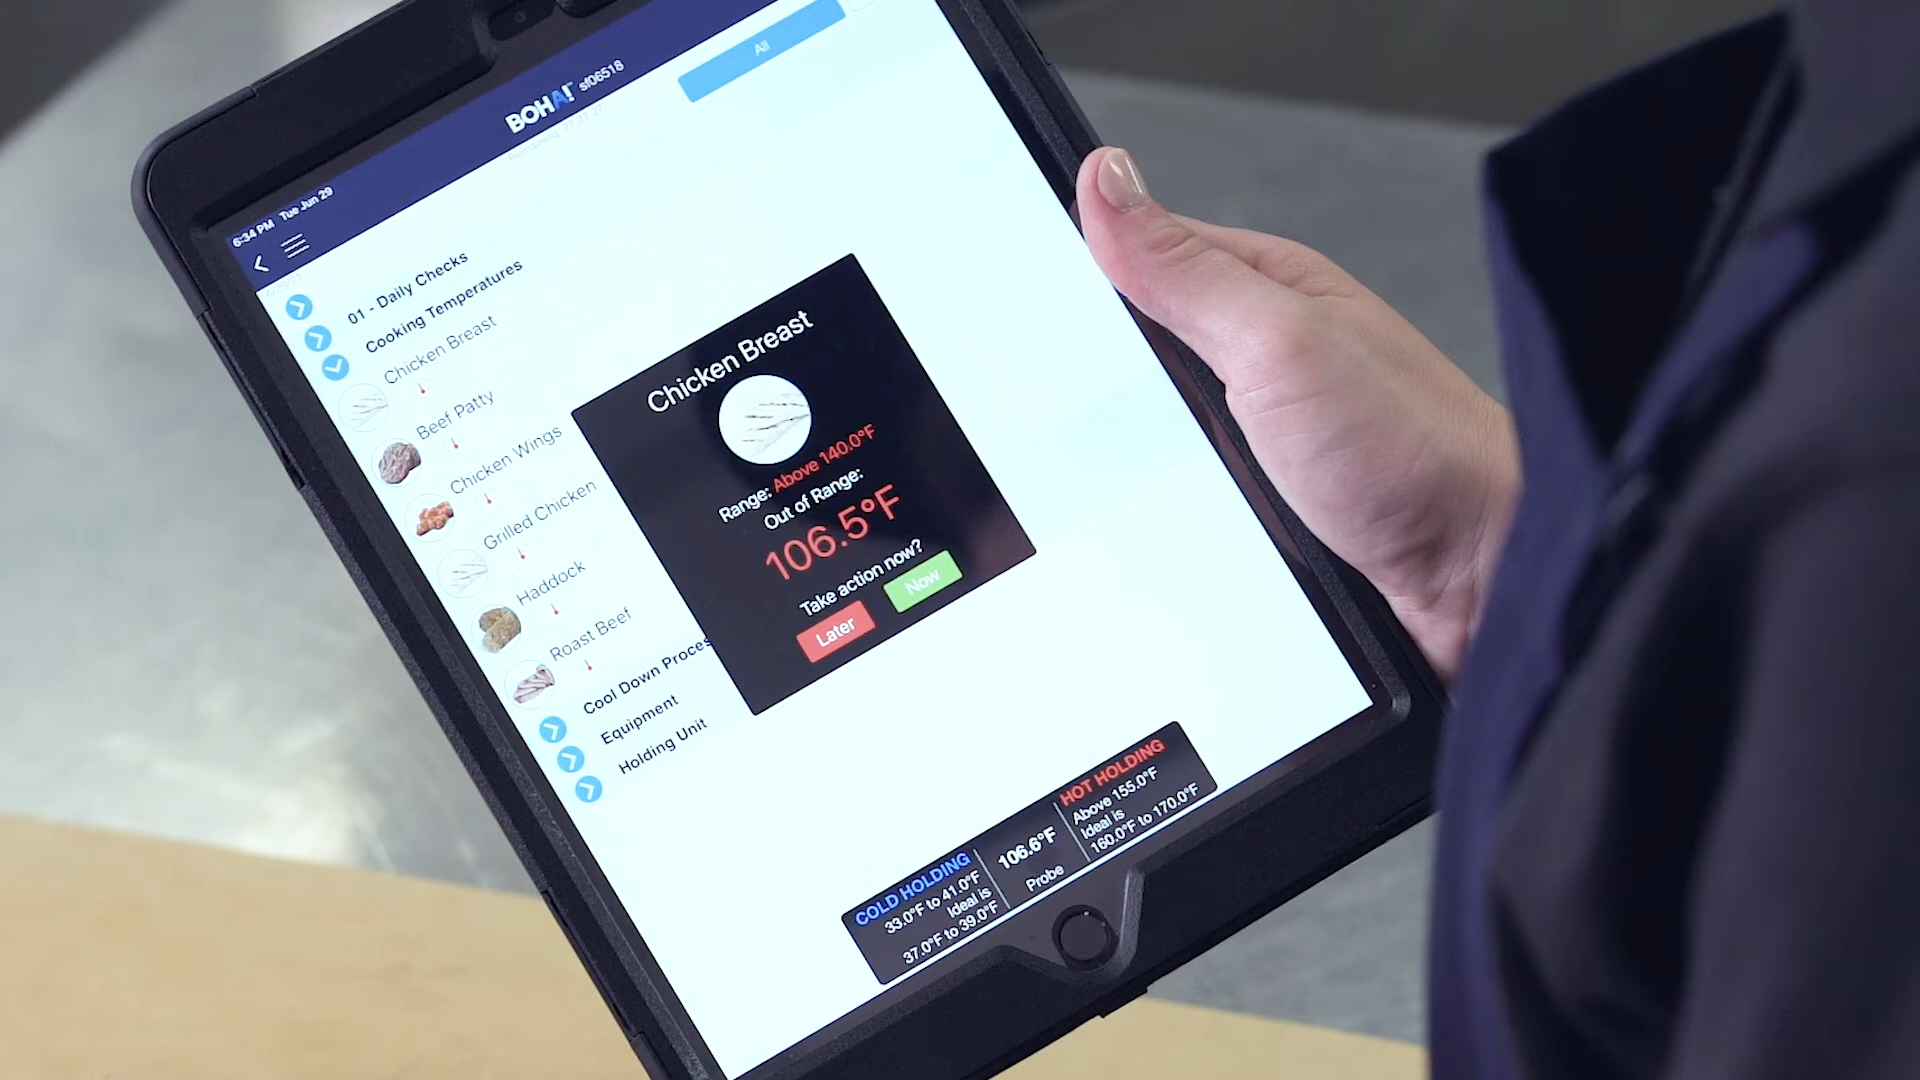 6:34 PM Tue Jun 29
BOHA! sf06518
All
01 - Daily Checks
Cooking Temperatures
Chicken Breast
Beef Patty
Chicken Wings
Grilled Chicken
Haddock
Roast Beef
Cool Down Proces
Equipment
Holding Unit
Chicken Breast
Range: Above 140.0°F
Out of Range:
106.5°F
Take action now?
Later
Now
COLD HOLDING
33.0°F to 41.0°F
Ideal is
37.0°F to 39.0°F
106.6°F
Probe
HOT HOLDING
Above 155.0°F
Ideal is
160.0°F to 170.0°F